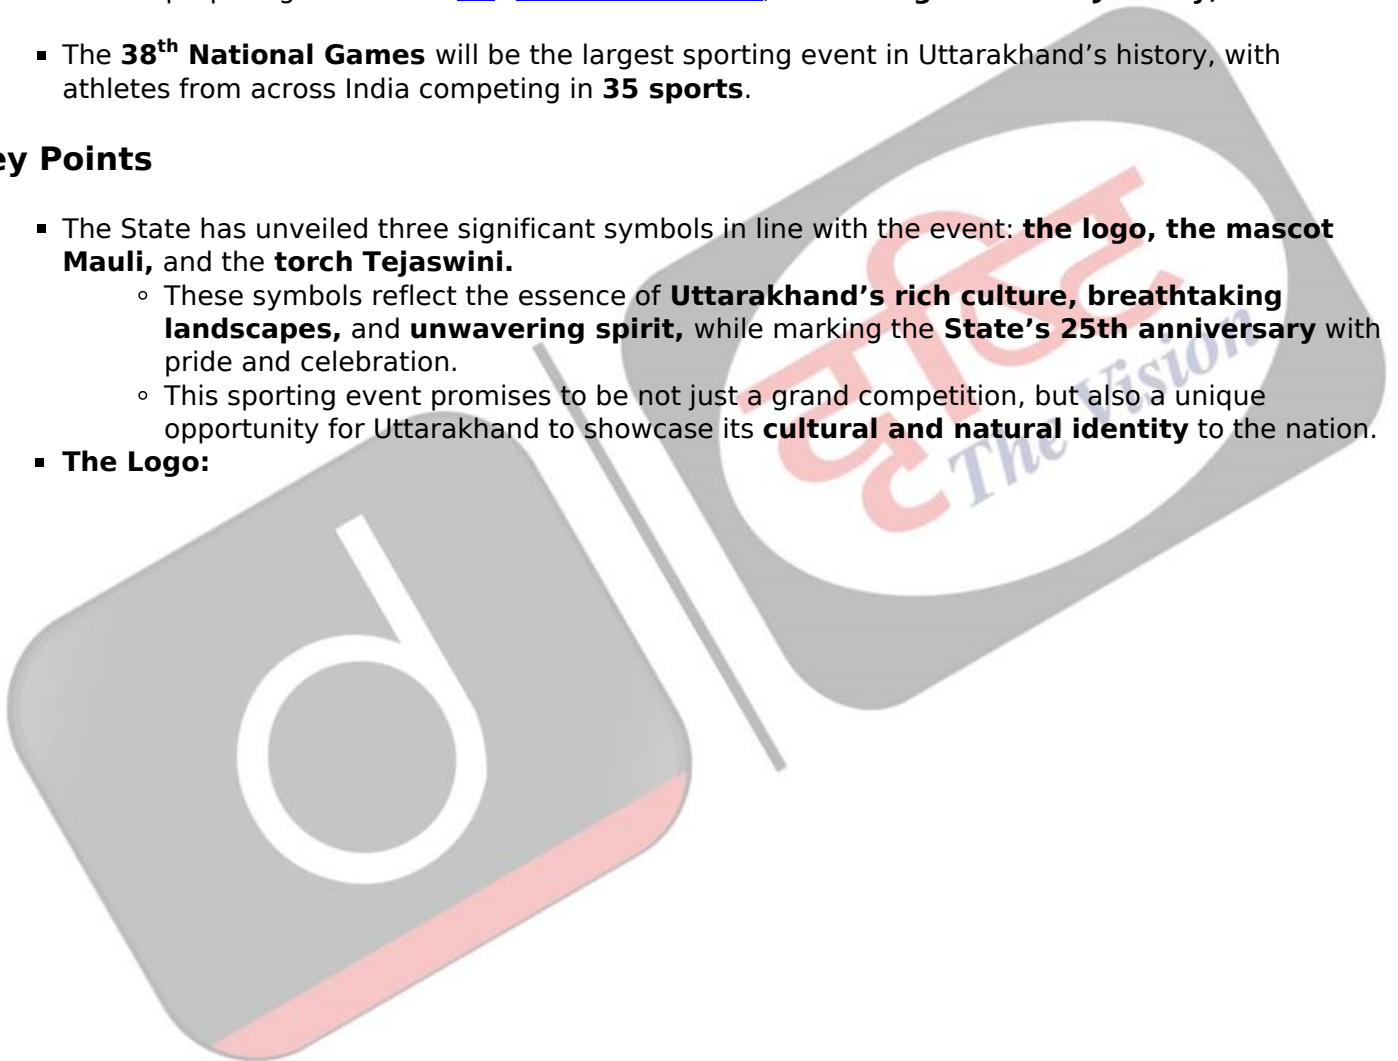 The 38th National Games will be the largest sporting event in Uttarakhand’s history, with
athletes from across India competing in 35 sports.
ey Points
The State has unveiled three significant symbols in line with the event: the logo, the mascot
Mauli, and the torch Tejaswini.
These symbols reflect the essence of Uttarakhand’s rich culture, breathtaking
landscapes, and unwavering spirit, while marking the State’s 25th anniversary with
pride and celebration.
This sporting event promises to be not just a grand competition, but also a unique
opportunity for Uttarakhand to showcase its cultural and natural identity to the nation.
The Logo:
दृष्टि
The Vision
d